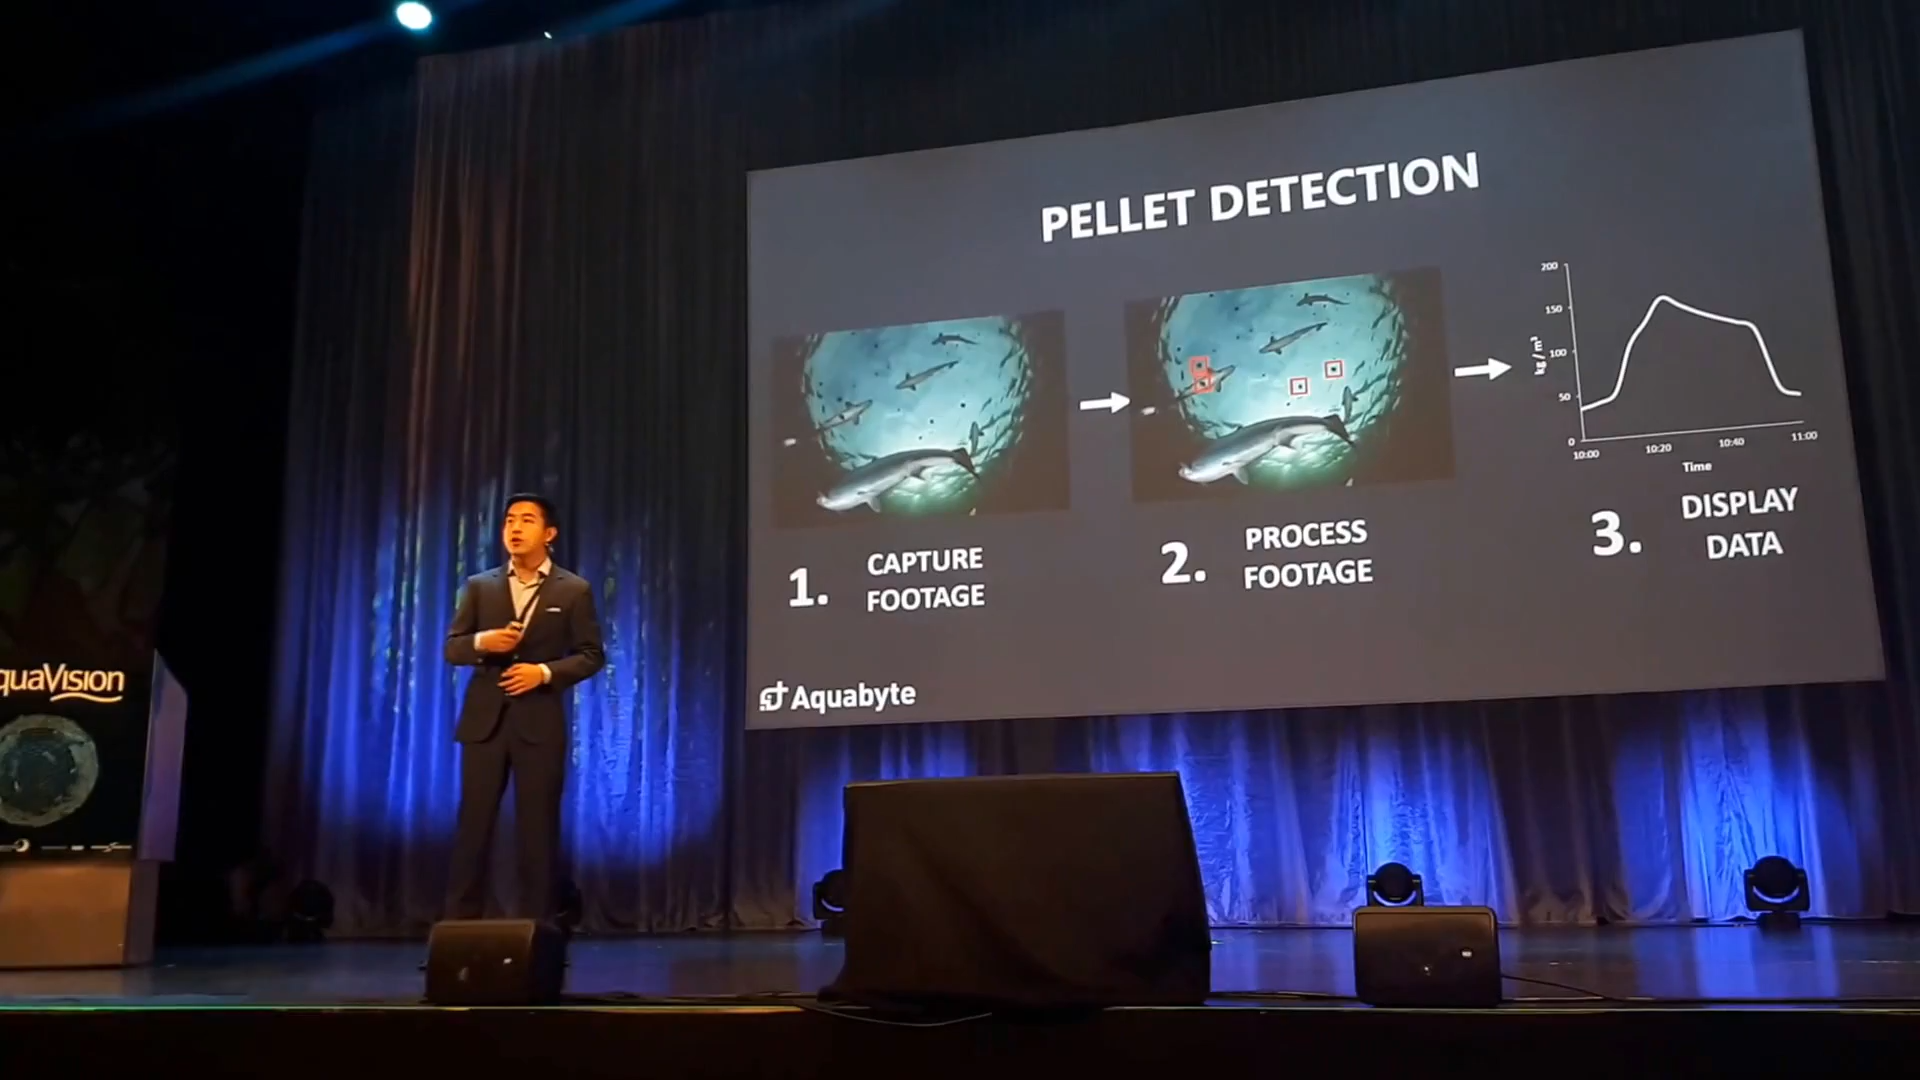 PELLET DETECTION
200
150
100
50
0
kg / m³
10:00
10:20
10:40
11:00
Time
1.
CAPTURE
FOOTAGE
2.
PROCESS
FOOTAGE
3.
DISPLAY
DATA
Aquabyte
quaVision